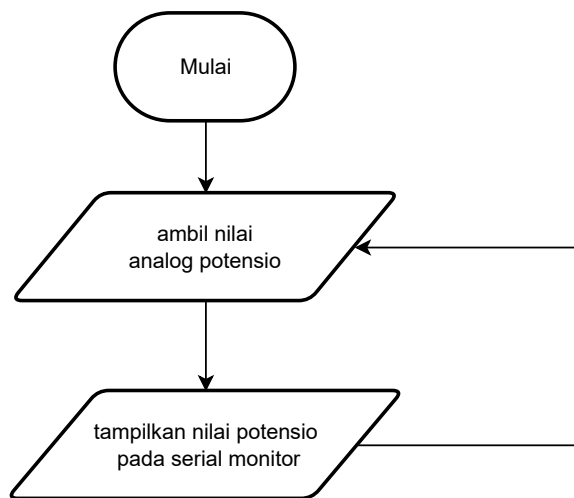 Mulai
ambil nilai
analog potensio
tampilkan nilai potensio
pada serial monitor